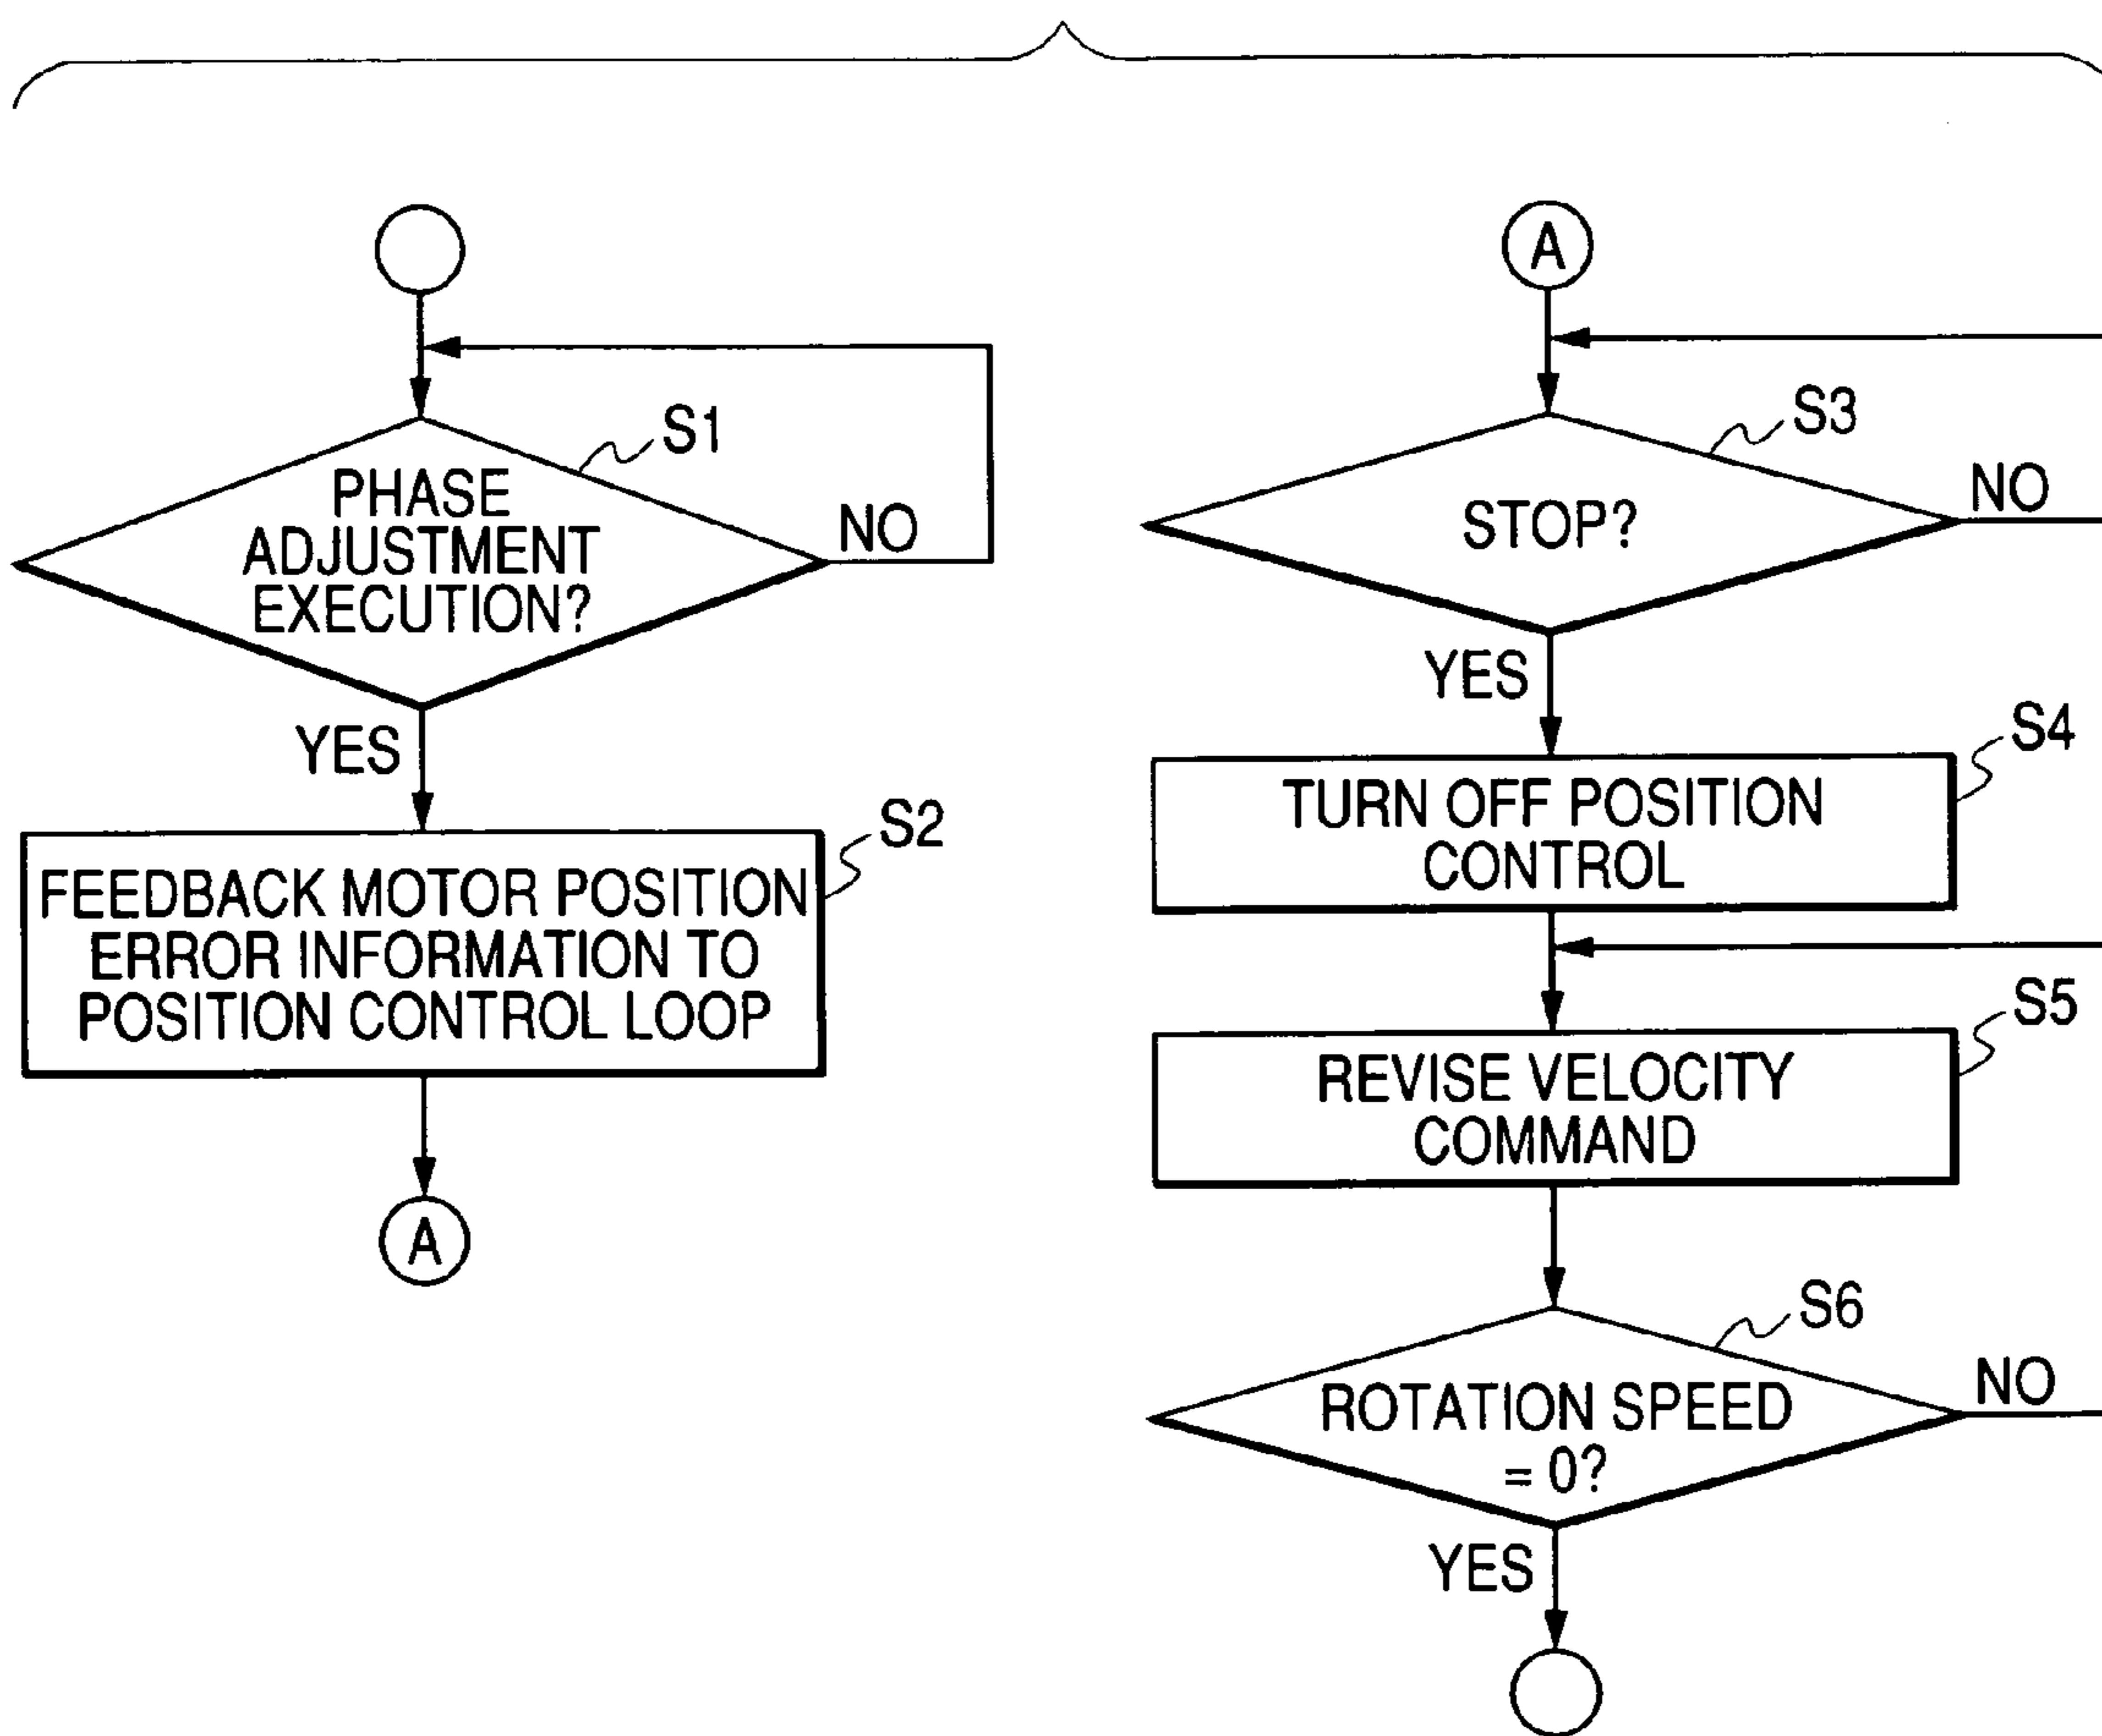 S1
PHASE
ADJUSTMENT
EXECUTION?
NO
YES
S2
FEEDBACK MOTOR POSITION
ERROR INFORMATION TO
POSITION CONTROL LOOP
A
A
S3
STOP?
NO
YES
S4
TURN OFF POSITION
CONTROL
S5
REVISE VELOCITY
COMMAND
S6
ROTATION SPEED
= 0?
NO
YES